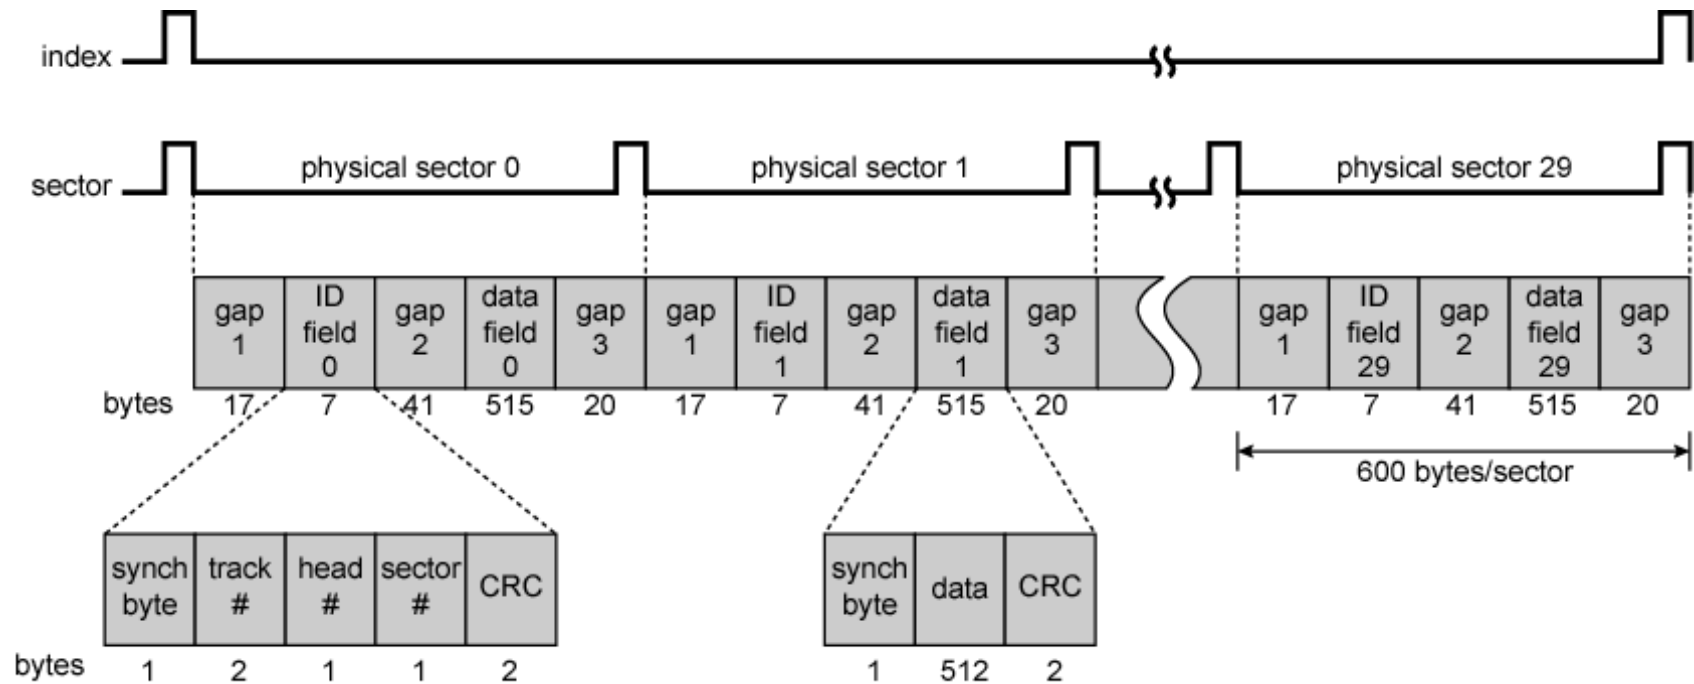 index
sector
physical sector 0
physical sector 1
physical sector 29
gap
1
ID
field
0
gap
2
data
field
0
gap
3
gap
1
ID
field
1
gap
2
data
field
1
gap
3
gap
1
ID
field
29
gap
2
data
field
29
gap
3
bytes 17 7 41 515 20 17 7 41 515 20 17 7 41 515 20
600 bytes/sector
synch
byte
track
#
head
#
sector
#
CRC
synch
byte
data
CRC
bytes 1 2 1 1 2 1 512 2